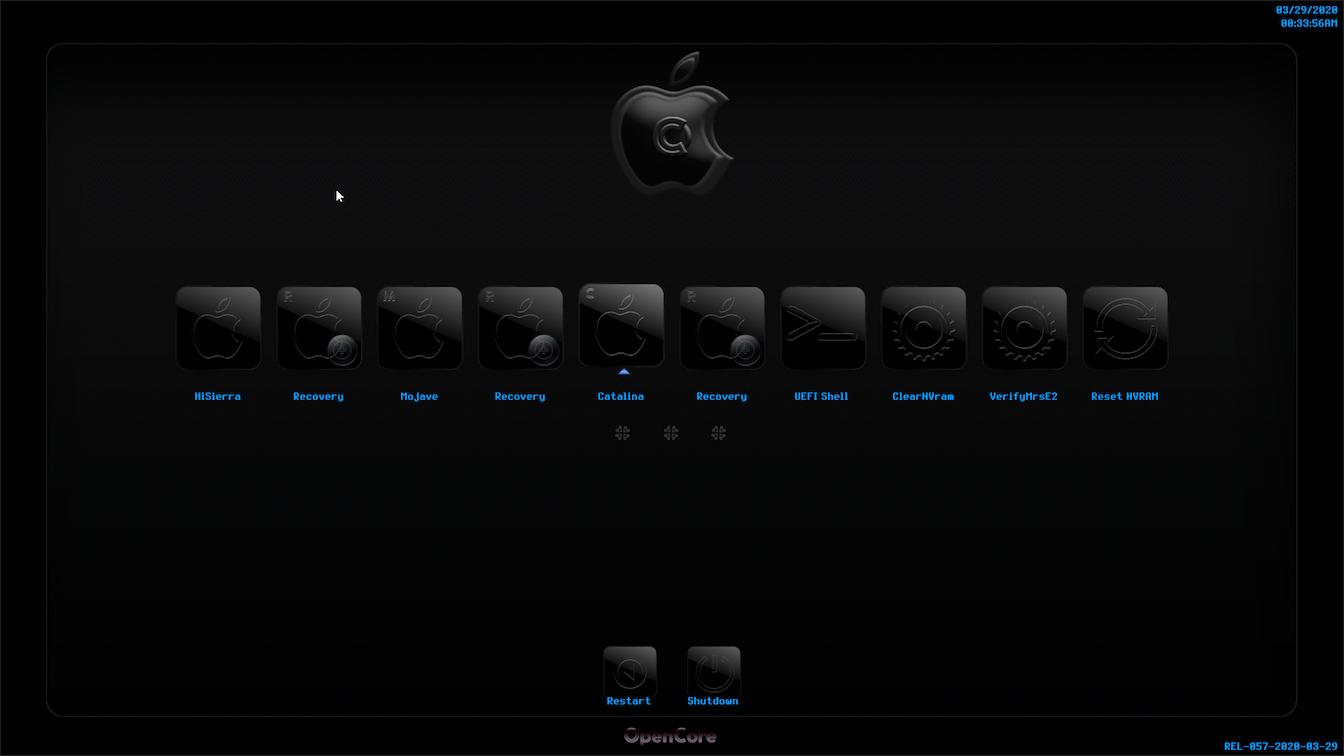 03/29/2020
00:33:56AM
R M R C R
HiSierra Recovery Mojave Recovery Catalina Recovery UEFI Shell ClearNVram VerifyMrsE2 Reset NVRAM
Restart Shutdown
OpenCore
REL-057-2020-03-29